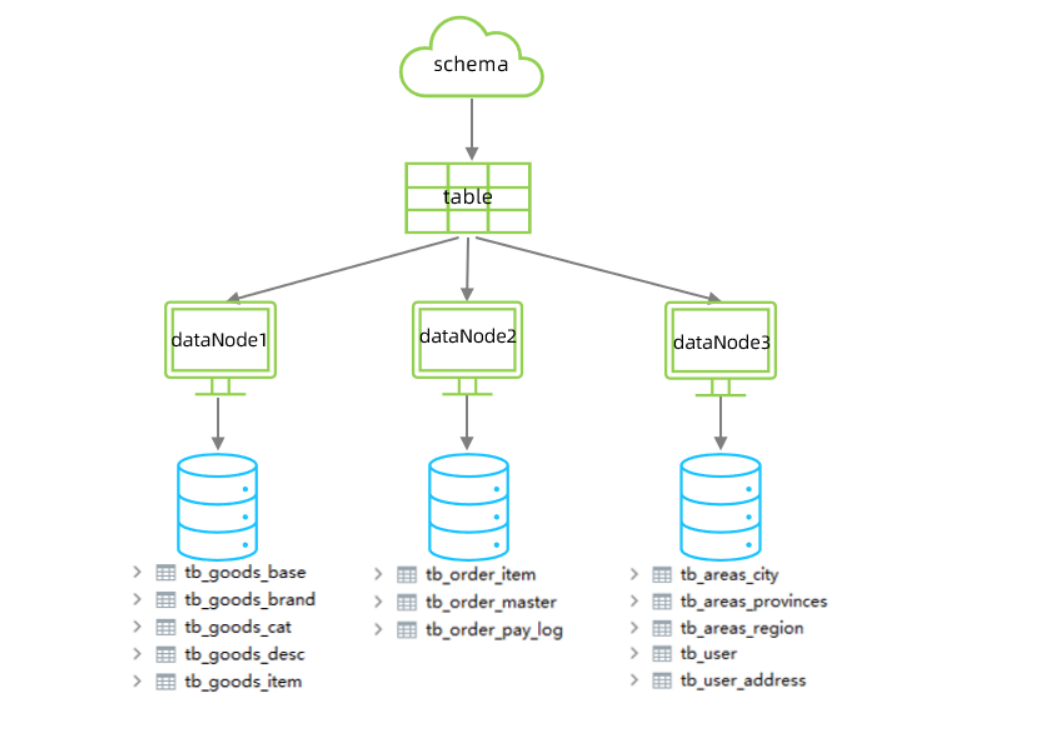 schema
table
dataNode1
dataNode2
dataNode3
tb_goods_base
tb_goods_brand
tb_goods_cat
tb_goods_desc
tb_goods_item
tb_order_item
tb_order_master
tb_order_pay_log
tb_areas_city
tb_areas_provinces
tb_areas_region
tb_user
tb_user_address